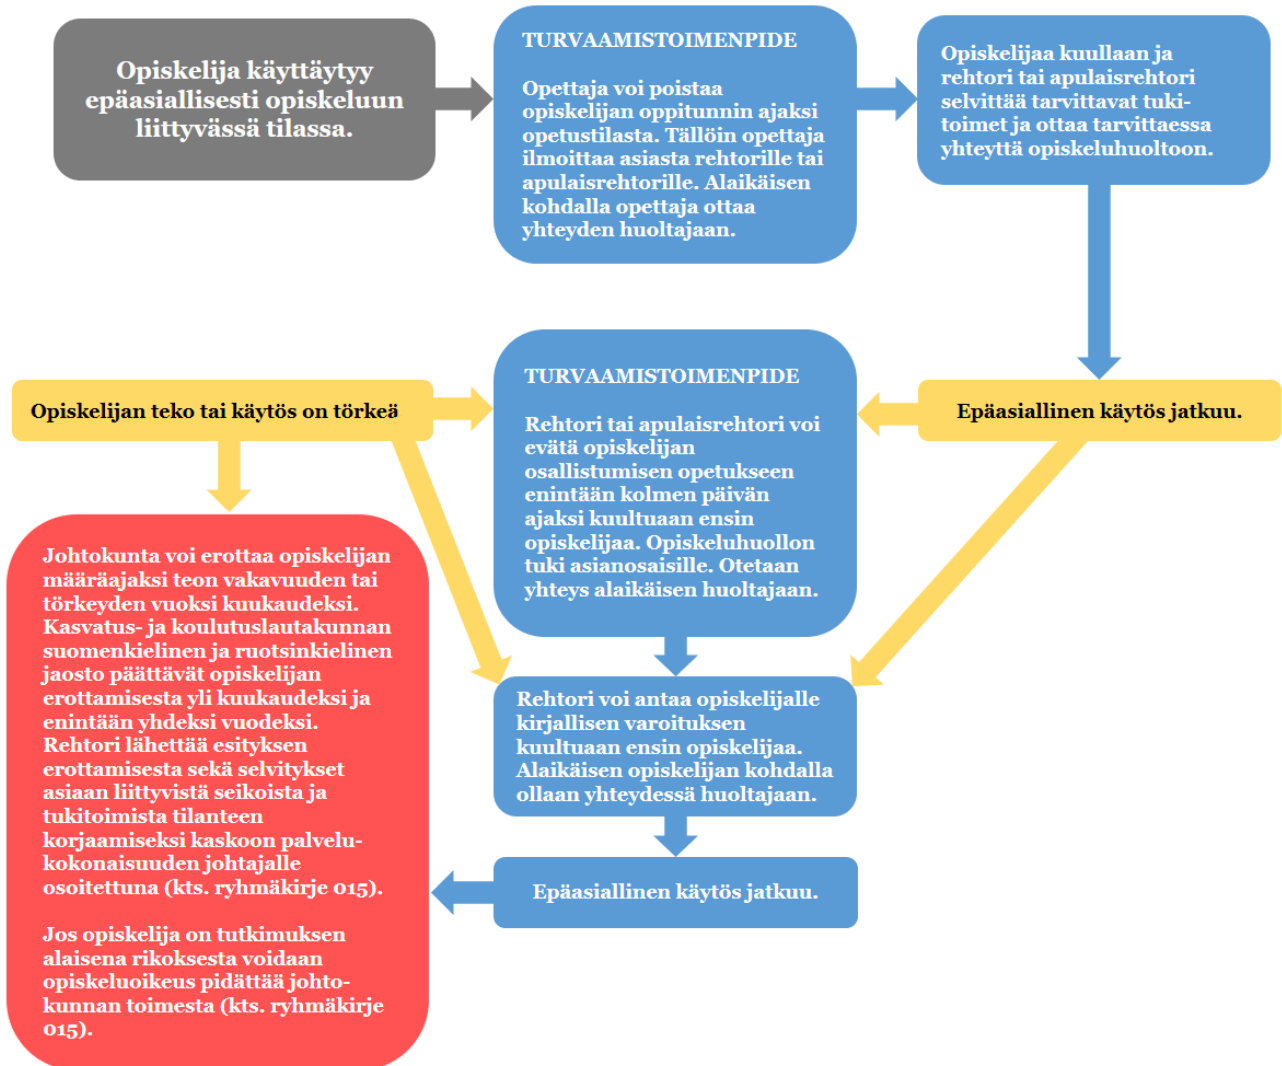 Opiskelija käyttäytyy
epäasiallisesti opiskeluun
liittyvässä tilassa.
TURVAAMISTOIMENPIDE
Opettaja voi poistaa
opiskelijan oppitunnin ajaksi
opetustilasta. Tällöin opettaja
ilmoittaa asiasta rehtorille tai
apulaisrehtorille. Alaikäisen
kohdalla opettaja ottaa
yhteyden huoltajaan.
Opiskelijaa kuullaan ja
rehtori tai apulaisrehtori
selvittää tarvittavat tuki-
toimet ja ottaa tarvittaessa
yhteyttä opiskeluhuoltoon.
Opiskelijan teko tai käytös on törkeä
TURVAAMISTOIMENPIDE
Rehtori tai apulaisrehtori voi
evätä opiskelijan
osallistumisen opetukseen
enintään kolmen päivän
ajaksi kuultuaan ensin
opiskelijaa. Opiskeluhuollon
tuki asianosaisille. Otetaan
yhteys alaikäisen huoltajaan.
Epäasiallinen käytös jatkuu.
Johtokunta voi erottaa opiskelijan
määräajaksi teon vakavuuden tai
törkeyden vuoksi kuukaudeksi.
Kasvatus- ja koulutuslautakunnan
suomenkielinen ja ruotsinkielinen
jaosto päättävät opiskelijan
erottamisesta yli kuukaudeksi ja
enintään yhdeksi vuodeksi.
Rehtori lähettää esityksen
erottamisesta sekä selvitykset
asiaan liittyvistä seikoista ja
tukitoimista tilanteen
korjaamiseksi kaskoon palvelu-
kokonaisuuden johtajalle
osoitettuna (kts. ryhmäkirje 015).
Jos opiskelija on tutkimuksen
alaisena rikoksesta voidaan
opiskeluoikeus pidättää johto-
kunnan toimesta (kts. ryhmäkirje
015).
Rehtori voi antaa opiskelijalle
kirjallisen varoituksen
kuultuaan ensin opiskelijaa.
Alaikäisen opiskelijan kohdalla
ollaan yhteydessä huoltajaan.
Epäasiallinen käytös jatkuu.